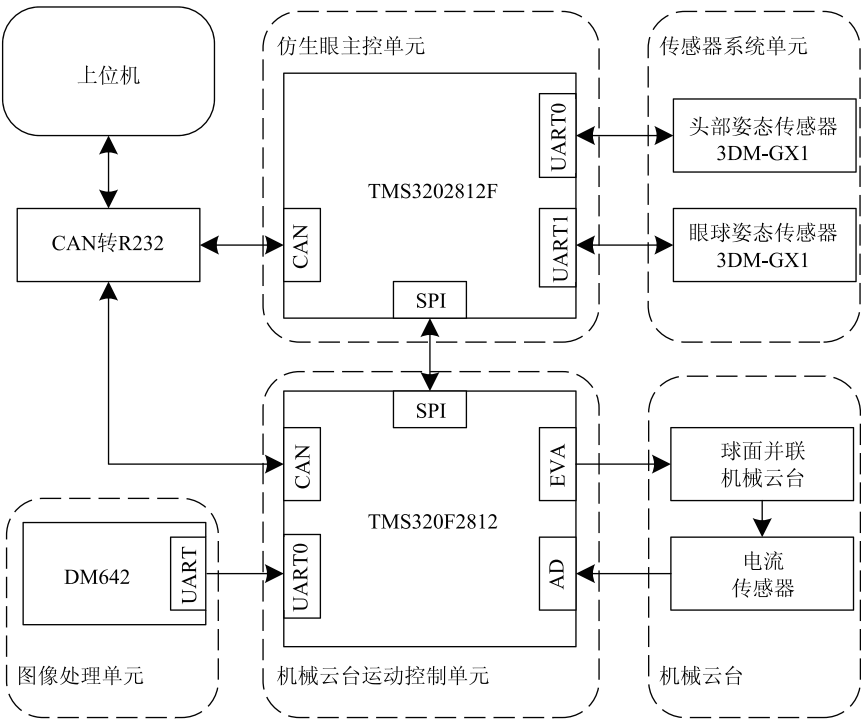 上位机
CAN转R232
仿生眼主控单元
TMS3202812F
CAN
UART0
UART1
SPI
传感器系统单元
头部姿态传感器
3DM-GX1
眼球姿态传感器
3DM-GX1
SPI
CAN
UART0
TMS320F2812
EVA
AD
机械云台运动控制单元
球面并联
机械云台
电流
传感器
机械云台
DM642
UART
图像处理单元